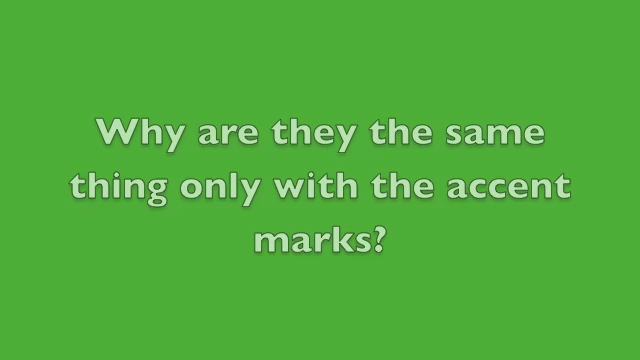 Why are they the same
thing only with the accent
marks?